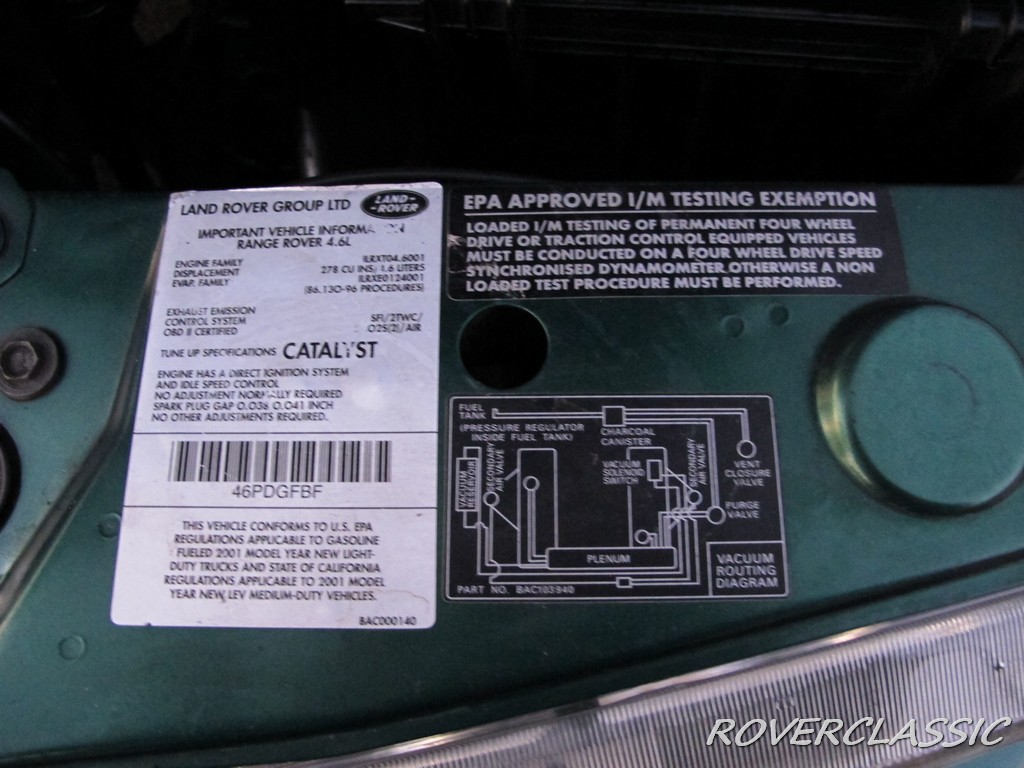 LAND ROVER GROUP LTD
LAND-
-ROVER
IMPORTANT VEHICLE
RANGE ROVER 4.6L
ENGINE FAMILY 1LRXT04.6001
DISPLACEMENT 278 CU INS/ LITERS
EVAP. FAMILY 1LRXE0124001
(86.130-96 PROCEDURES)
EXHAUST EMISSION
CONTROL SYSTEM SFI/2TWC/
OBD II CERTIFIED O2S(2)/AIR
TUNE UP SPECIFICATIONS CATALYST
ENGINE HAS A DIRECT IGNITION SYSTEM
AND IDLE SPEED CONTROL
NO ADJUSTMENT NORMALLY REQUIRED
SPARK PLUG GAP 0.036 0.041 INCH
NO OTHER ADJUSTMENTS REQUIRED.
46PDGFBF
THIS VEHICLE CONFORMS TO U.S. EPA
REGULATIONS APPLICABLE TO GASOLINE
FUELED 2001 MODEL YEAR NEW LIGHT-
DUTY TRUCKS AND STATE OF CALIFORNIA
REGULATIONS APPLICABLE TO 2001 MODEL
YEAR NEW LEV MEDIUM-DUTY VEHICLES.
BAC000140
EPA APPROVED I/M TESTING EXEMPTION
LOADED I/M TESTING OF PERMANENT FOUR WHEEL
DRIVE OR TRACTION CONTROL EQUIPPED VEHICLES
MUST BE CONDUCTED ON A FOUR WHEEL DRIVE SPEED
SYNCHRONISED DYNAMOMETER OTHERWISE A NON
LOADED TEST PROCEDURE MUST BE PERFORMED.
FUEL
TANK
(PRESSURE REGULATOR
INSIDE FUEL TANK)
CHARCOAL
CANISTER
VACUUM
RESERVOIR
SECONDARY
AIR VALVE
VACUUM
SOLENOID
SWITCH
SECONDARY
AIR VALVE
VENT
CLOSURE
VALVE
PURGE
VALVE
PLENUM
VACUUM
ROUTING
DIAGRAM
PART NO. BAC103940
ROVERCLASSIC